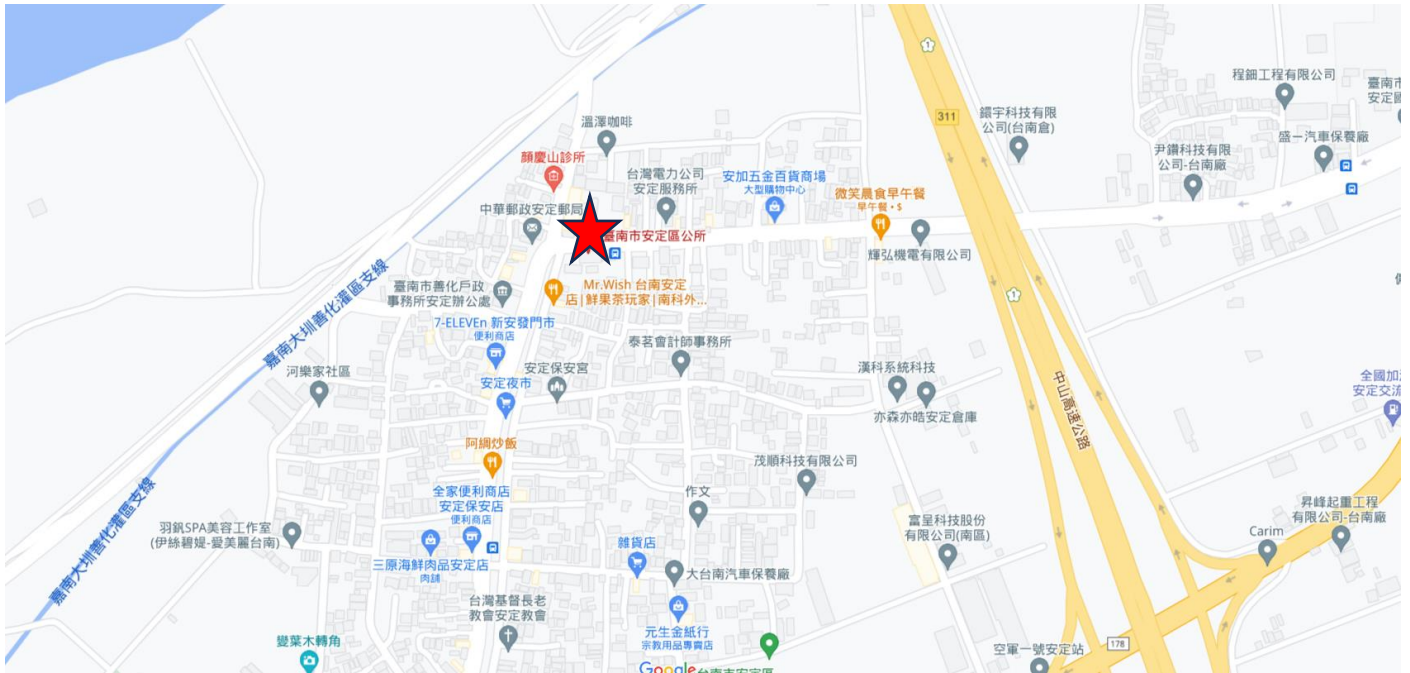 1
程鈿工程有限公司
臺南市
安定國
311
鐶宇科技有限
公司(台南倉)
溫澤咖啡
盛一汽車保養廠
尹鑽科技有限
公司-台南廠
顏慶山診所
台灣電力公司
安定服務所
安加五金百貨商場
大型購物中心
微笑晨食早午餐
早午餐·$
中華郵政安定郵局
臺南市安定區公所
輝弘機電有限公司
臺南市善化戶政
事務所安定辦公處
Mr.Wish 台南安定
店|鮮果茶玩家|南科外...
1
嘉南大圳善化灌區支線
7-ELEVEn 新安發門市
便利商店
泰茗會計師事務所
河樂家社區
安定保安宮
漢科系統科技
安定夜市
中山高速公路
全國加油
安定交流
亦森亦皓安定倉庫
阿綢炒飯
茂順科技有限公司
全家便利商店
安定保安店
便利商店
作文
嘉南大圳善化灌區支線
羽釩SPA美容工作室
(伊絲碧媞-愛美麗台南)
富呈科技股份
有限公司(南區)
昇峰起重工程
有限公司-台南廠
Carim
三原海鮮肉品安定店
肉舖
雜貨店
大台南汽車保養廠
台灣基督長老
教會安定教會
元生金紙行
宗教用品專賣店
變葉木轉角
空軍一號安定站
178
Google
台南市安定區